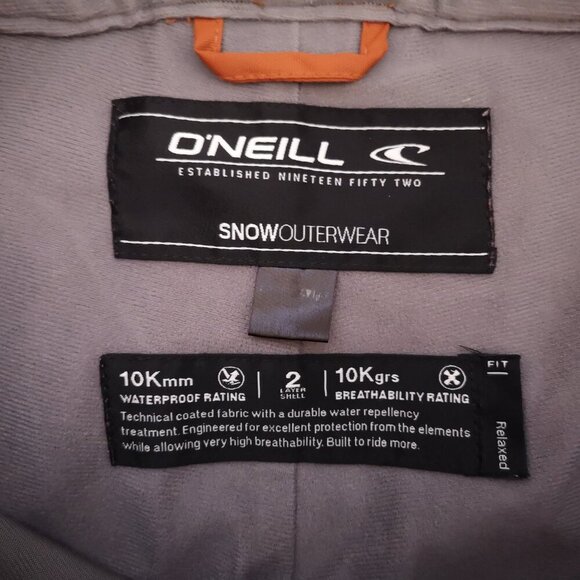 O'NEILL
ESTABLISHED NINETEEN FIFTY TWO
SNOWOUTERWEAR
10Kmm
WATERPROOF RATING
2
LAYER
SHELL
10Kgrs
BREATHABILITY RATING
Technical coated fabric with a durable water repellency
treatment. Engineered for excellent protection from the elements
while allowing very high breathability. Built to ride more.
FIT
Relaxed